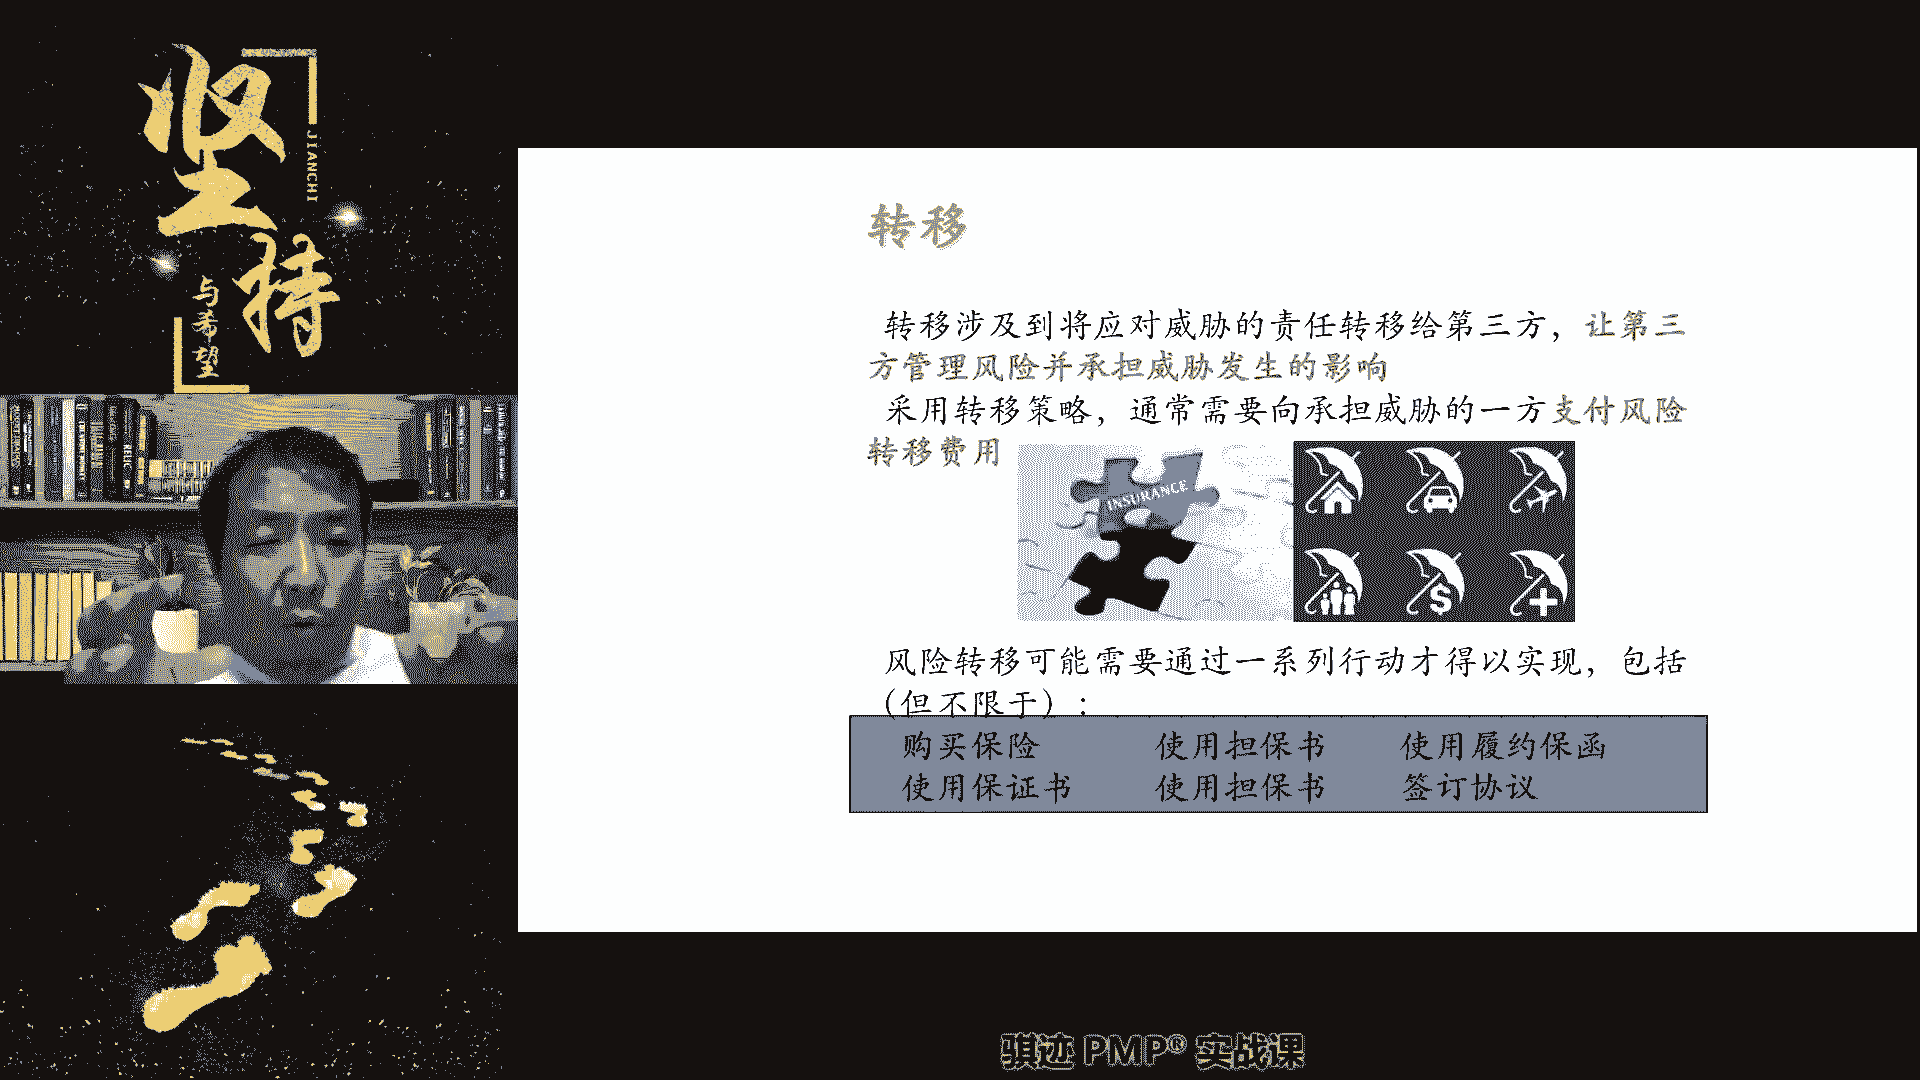 坚持
JIANCHI
与希望
转移
转移涉及到将应对威胁的责任转移给第三方，让第三
方管理风险并承担威胁发生的影响
采用转移策略，通常需要向承担威胁的一方支付风险
转移费用
INSURANCE
风险转移可能需要通过一系列行动才得以实现，包括
（但不限于）：
购买保险 使用担保书 使用履约保函
使用保证书 使用担保书 签订协议
骐迹 PMP® 实战课